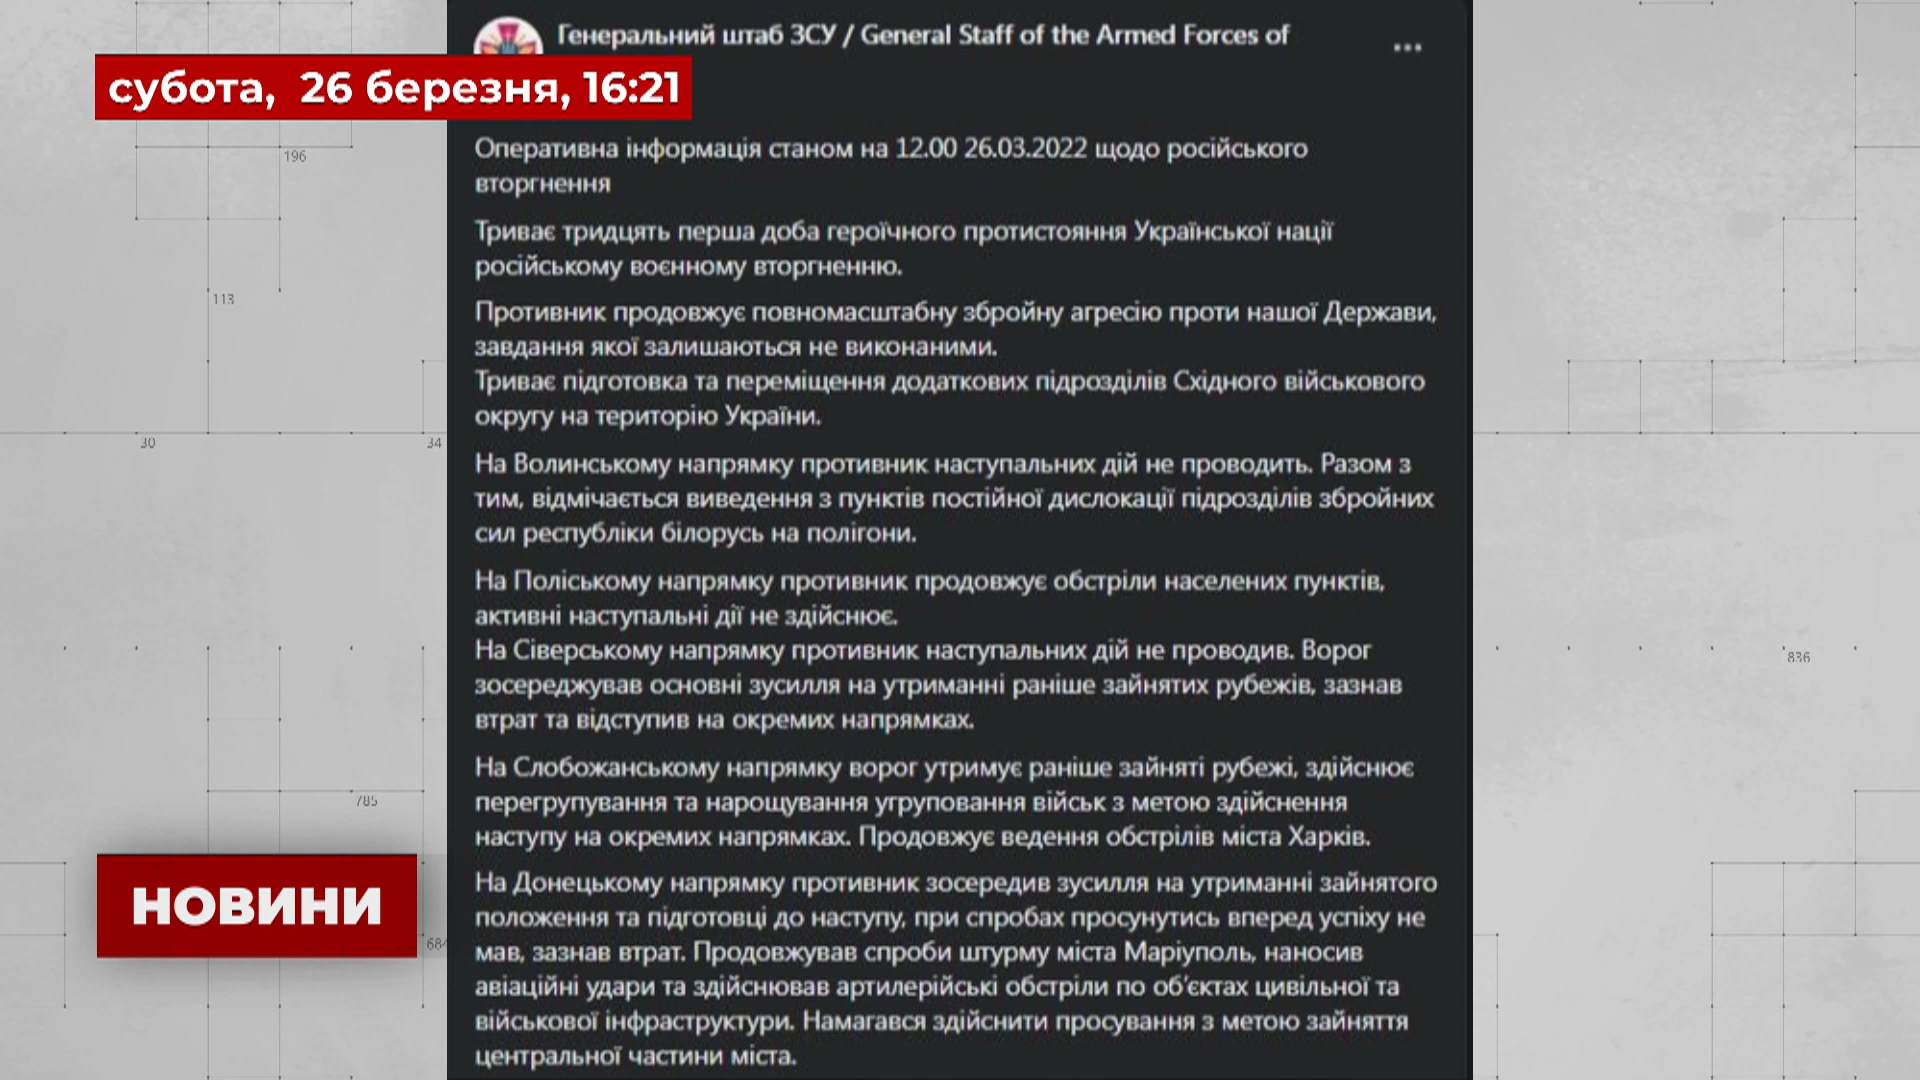 Генеральний штаб ЗСУ / General Staff of the Armed Forces of
субота, 26 березня, 16:21
Оперативна інформація станом на 12.00 26.03.2022 щодо російського
вторгнення
Триває тридцять перша доба героїчного протистояння Української нації
російському воєнному вторгненню.
Противник продовжує повномасштабну збройну агресію проти нашої Держави,
завдання якої залишаються не виконаними.
Триває підготовка та переміщення додаткових підрозділів Східного військового
округу на територію України.
На Волинському напрямку противник наступальних дій не проводить. Разом з
тим, відмічається виведення з пунктів постійної дислокації підрозділів збройних
сил республіки білорусь на полігони.
На Поліському напрямку противник продовжує обстріли населених пунктів,
активні наступальні дії не здійснює.
На Сіверському напрямку противник наступальних дій не проводив. Ворог
зосереджував основні зусилля на утриманні раніше зайнятих рубежів, зазнав
втрат та відступив на окремих напрямках.
На Слобожанському напрямку ворог утримує раніше зайняті рубежі, здійснює
перегрупування та нарощування угруповання військ з метою здійснення
наступу на окремих напрямках. Продовжує ведення обстрілів міста Харків.
На Донецькому напрямку противник зосередив зусилля на утриманні зайнятого
положення та підготовці до наступу, при спробах просунутись вперед успіху не
мав, зазнав втрат. Продовжував спроби штурму міста Маріуполь, наносив
авіаційні удари та здійснював артилерійські обстріли по об'єктах цивільної та
військової інфраструктури. Намагався здійснити просування з метою зайняття
центральної частини міста.
НОВИНИ
196
113
30
34
785
684
836